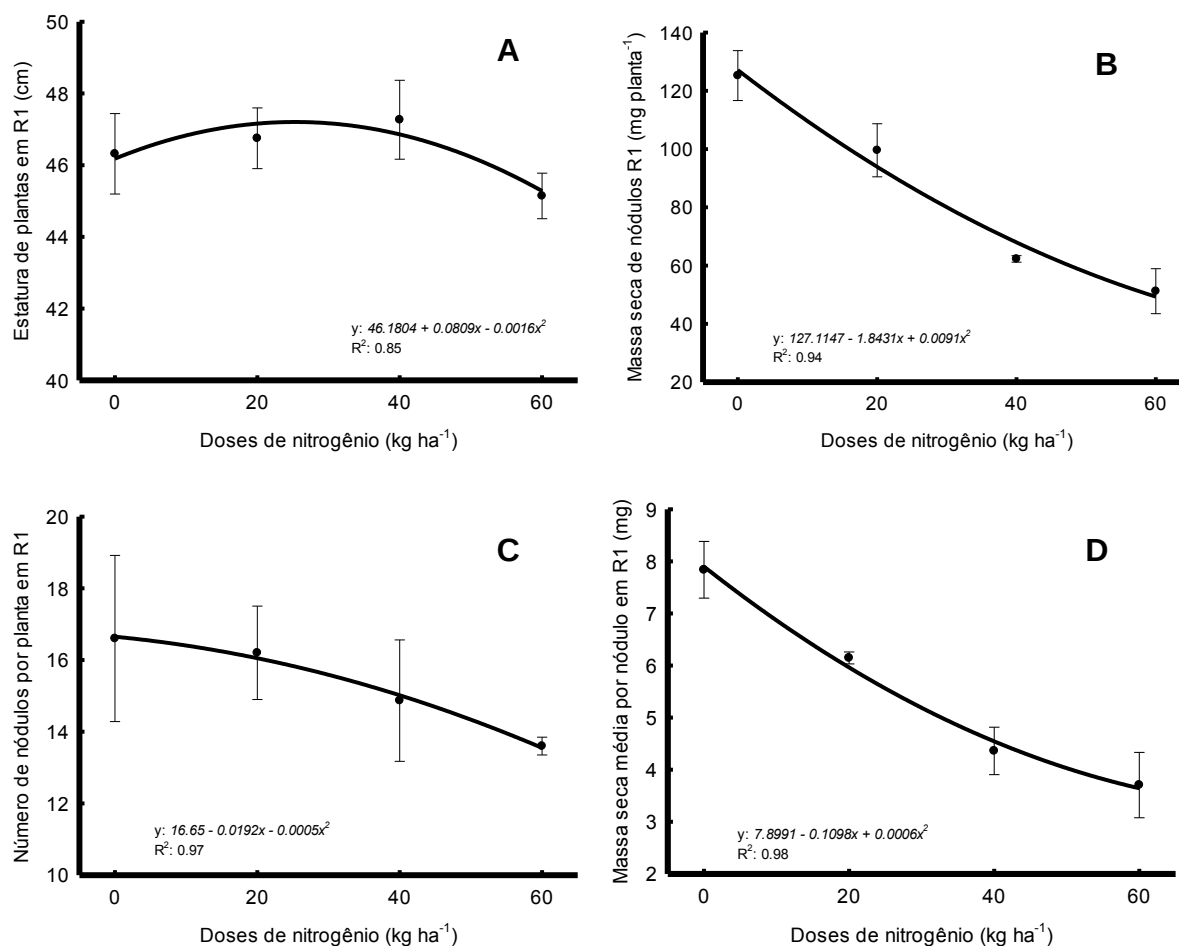 A
Estatura de plantas em R1 (cm)
50
48
46
44
42
40
y: 46.1804 + 0.0809x - 0.0016x²
R²: 0.85
0 20 40 60
Doses de nitrogênio (kg ha⁻¹)
B
Massa seca de nódulos R1 (mg planta⁻¹)
140
120
100
80
60
40
20
y: 127.1147 - 1.8431x + 0.0091x²
R²: 0.94
0 20 40 60
Doses de nitrogênio (kg ha⁻¹)
C
Número de nódulos por planta em R1
20
18
16
14
12
10
y: 16.65 - 0.0192x - 0.0005x²
R²: 0.97
0 20 40 60
Doses de nitrogênio (kg ha⁻¹)
D
Massa seca média por nódulo em R1 (mg)
9
8
7
6
5
4
3
2
y: 7.8991 - 0.1098x + 0.0006x²
R²: 0.98
0 20 40 60
Doses de nitrogênio (kg ha⁻¹)